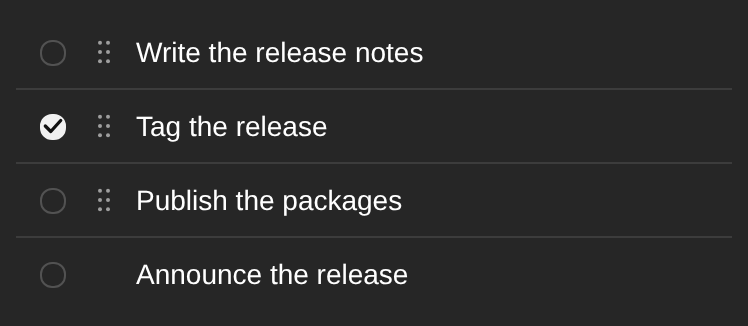 Write the release notes
Tag the release
Publish the packages
Announce the release